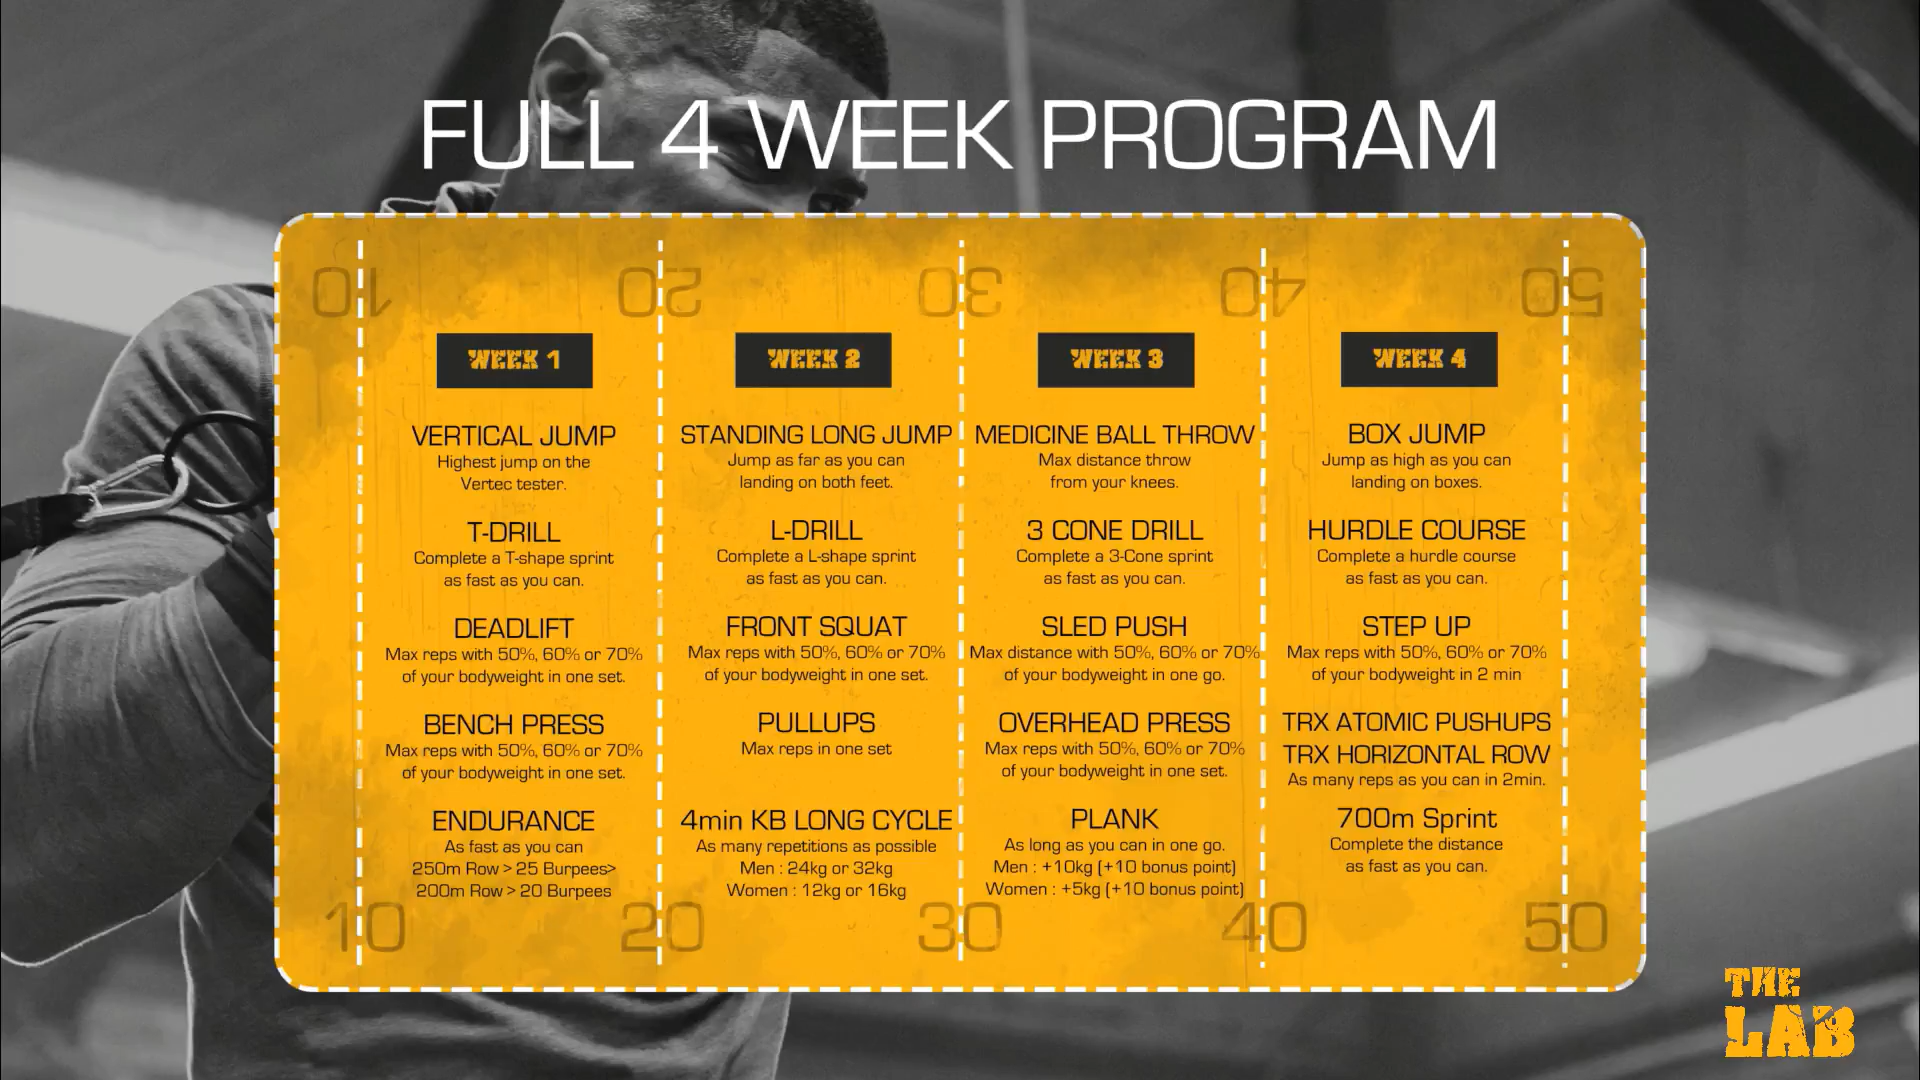 FULL 4 WEEK PROGRAM
10 20 30 40 50
WEEK 1
VERTICAL JUMP
Highest jump on the
Vertec tester.
T-DRILL
Complete a T-shape sprint
as fast as you can.
DEADLIFT
Max reps with 50%, 60% or 70%
of your bodyweight in one set.
BENCH PRESS
Max reps with 50%, 60% or 70%
of your bodyweight in one set.
ENDURANCE
As fast as you can
250m Row > 25 Burpees>
200m Row > 20 Burpees
WEEK 2
STANDING LONG JUMP
Jump as far as you can
landing on both feet.
L-DRILL
Complete a L-shape sprint
as fast as you can.
FRONT SQUAT
Max reps with 50%, 60% or 70%
of your bodyweight in one set.
PULLUPS
Max reps in one set
4min KB LONG CYCLE
As many repetitions as possible
Men : 24kg or 32kg
Women : 12kg or 16kg
WEEK 3
MEDICINE BALL THROW
Max distance throw
from your knees.
3 CONE DRILL
Complete a 3-Cone sprint
as fast as you can.
SLED PUSH
Max distance with 50%, 60% or 70%
of your bodyweight in one go.
OVERHEAD PRESS
Max reps with 50%, 60% or 70%
of your bodyweight in one set.
PLANK
As long as you can in one go.
Men : +10kg (+10 bonus point)
Women : +5kg (+10 bonus point)
WEEK 4
BOX JUMP
Jump as high as you can
landing on boxes.
HURDLE COURSE
Complete a hurdle course
as fast as you can.
STEP UP
Max reps with 50%, 60% or 70%
of your bodyweight in 2 min
TRX ATOMIC PUSHUPS
TRX HORIZONTAL ROW
As many reps as you can in 2min.
700m Sprint
Complete the distance
as fast as you can.
10 20 30 40 50
THE
LAB